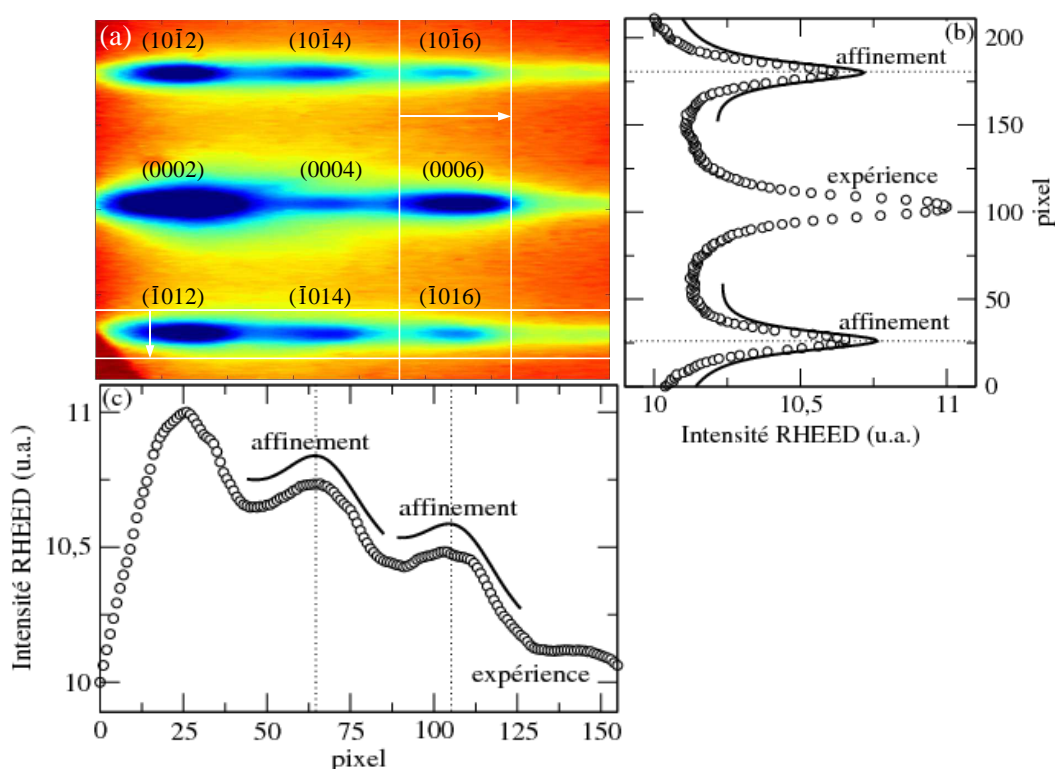 (a)
(101̄2) (101̄4) (101̄6)
(0002) (0004) (0006)
(1̄012) (1̄014) (1̄016)
(b)
affinement
expérience
affinement
200
150
100
50
0
pixel
10 10,5 11
Intensité RHEED (u.a.)
(c)
11
10,5
10
Intensité RHEED (u.a.)
affinement
affinement
expérience
0 25 50 75 100 125 150
pixel